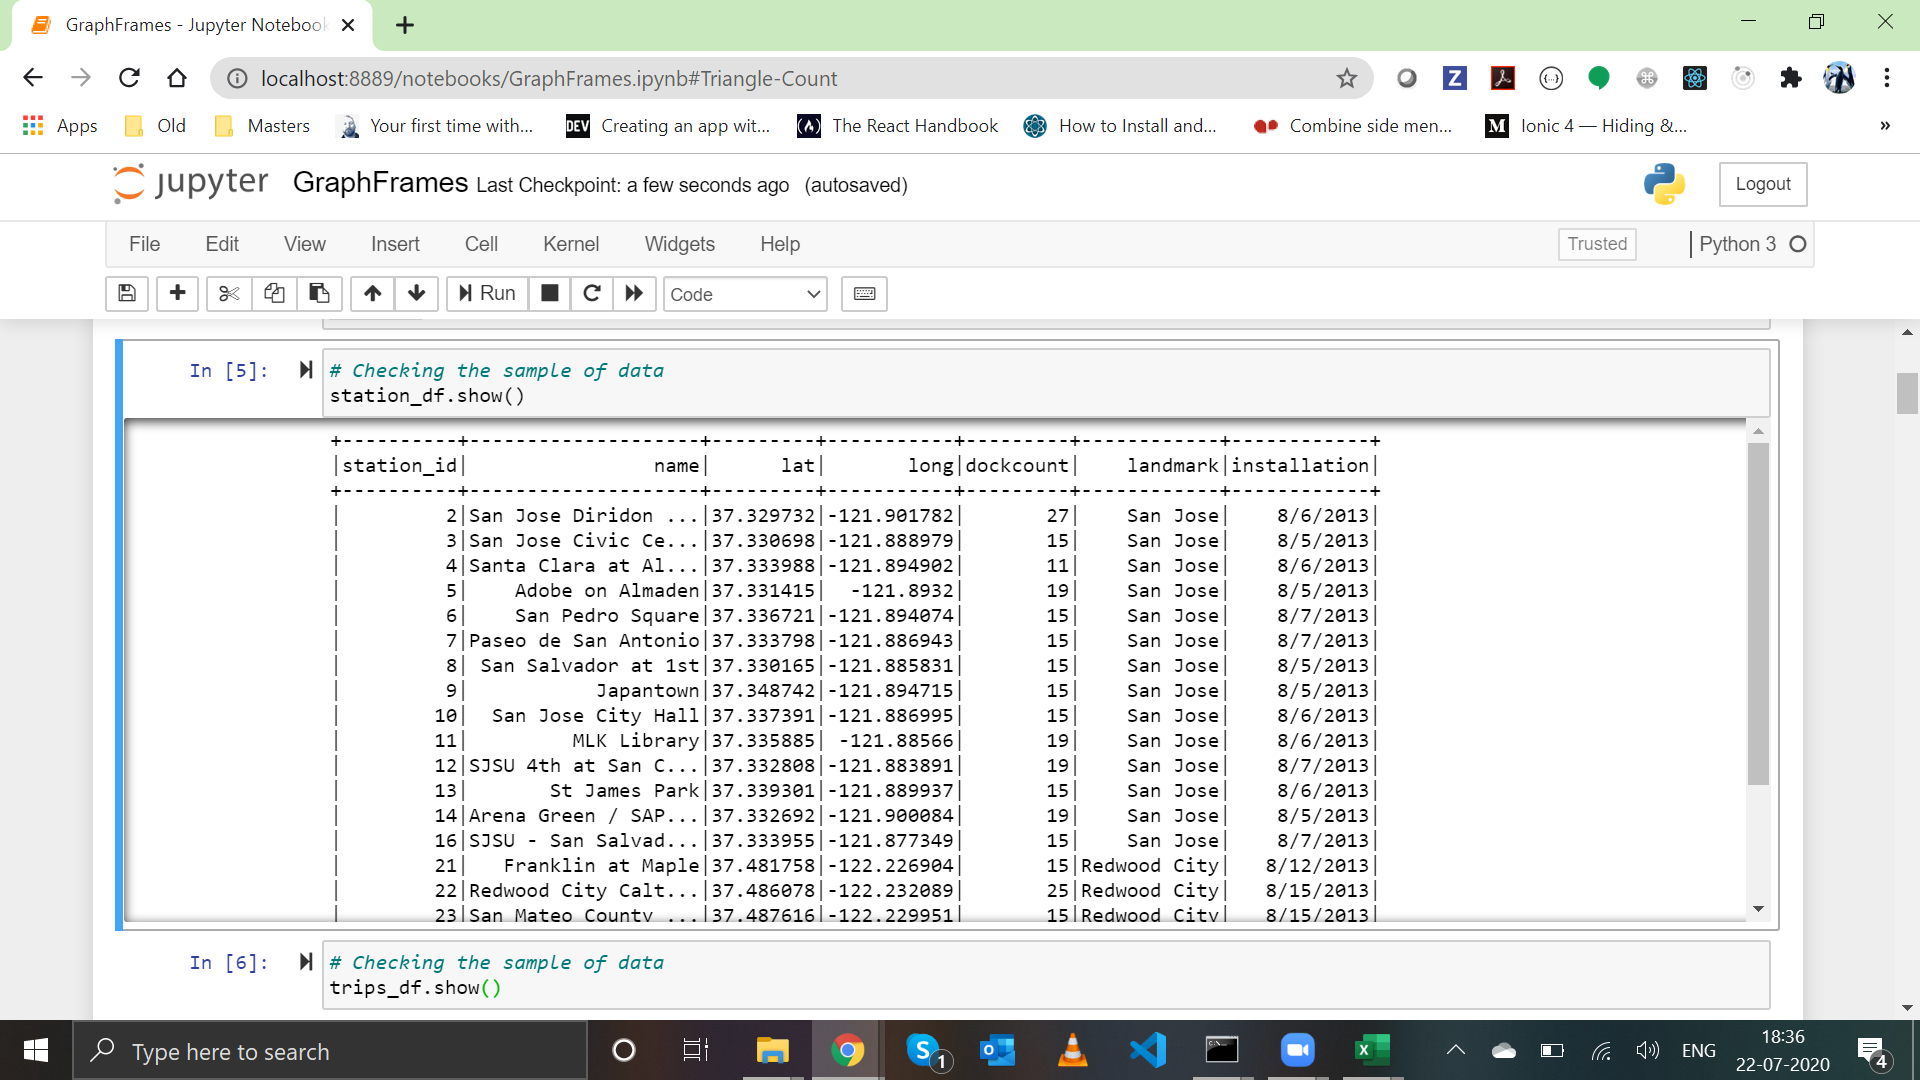 GraphFrames - Jupyter Notebook
localhost:8889/notebooks/GraphFrames.ipynb#Triangle-Count
Apps Old Masters Your first time with... DEV Creating an app wit... The React Handbook How to Install and... Combine side men... M Ionic 4 — Hiding &... »
jupyter GraphFrames Last Checkpoint: a few seconds ago (autosaved) Logout
File Edit View Insert Cell Kernel Widgets Help Trusted Python 3
Run Code
In [5]: # Checking the sample of data
station_df.show()
+----------+--------------------+---------+-----------+---------+------------+------------+
|station_id|                name|      lat|       long|dockcount|    landmark|installation|
+----------+--------------------+---------+-----------+---------+------------+------------+
|         2|San Jose Diridon ...|37.329732|-121.901782|       27|    San Jose|    8/6/2013|
|         3|San Jose Civic Ce...|37.330698|-121.888979|       15|    San Jose|    8/5/2013|
|         4|Santa Clara at Al...|37.333988|-121.894902|       11|    San Jose|    8/6/2013|
|         5|    Adobe on Almaden|37.331415|  -121.8932|       19|    San Jose|    8/5/2013|
|         6|    San Pedro Square|37.336721|-121.894074|       15|    San Jose|    8/7/2013|
|         7|Paseo de San Antonio|37.333798|-121.886943|       15|    San Jose|    8/7/2013|
|         8| San Salvador at 1st|37.330165|-121.885831|       15|    San Jose|    8/5/2013|
|         9|           Japantown|37.348742|-121.894715|       15|    San Jose|    8/5/2013|
|        10|  San Jose City Hall|37.337391|-121.886995|       15|    San Jose|    8/6/2013|
|        11|         MLK Library|37.335885| -121.88566|       19|    San Jose|    8/6/2013|
|        12|SJSU 4th at San C...|37.332808|-121.883891|       19|    San Jose|    8/7/2013|
|        13|       St James Park|37.339301|-121.889937|       15|    San Jose|    8/6/2013|
|        14|Arena Green / SAP...|37.332692|-121.900084|       19|    San Jose|    8/5/2013|
|        16|SJSU - San Salvad...|37.333955|-121.877349|       15|    San Jose|    8/7/2013|
|        21|   Franklin at Maple|37.481758|-122.226904|       15|Redwood City|   8/12/2013|
|        22|Redwood City Calt...|37.486078|-122.232089|       25|Redwood City|   8/15/2013|
|        23|San Mateo County ...|37.487616|-122.229951|       15|Redwood City|   8/15/2013|
In [6]: # Checking the sample of data
trips_df.show()
Type here to search 1 ENG 18:36
22-07-2020 4